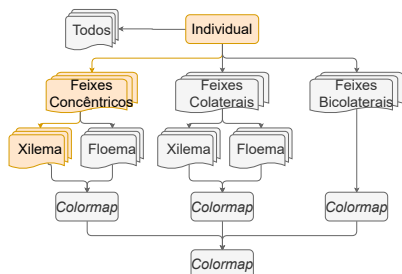 Todos
Individual
Feixes
Concêntricos
Feixes
Colaterais
Feixes
Bicolaterais
Xilema
Floema
Xilema
Floema
Colormap
Colormap
Colormap
Colormap